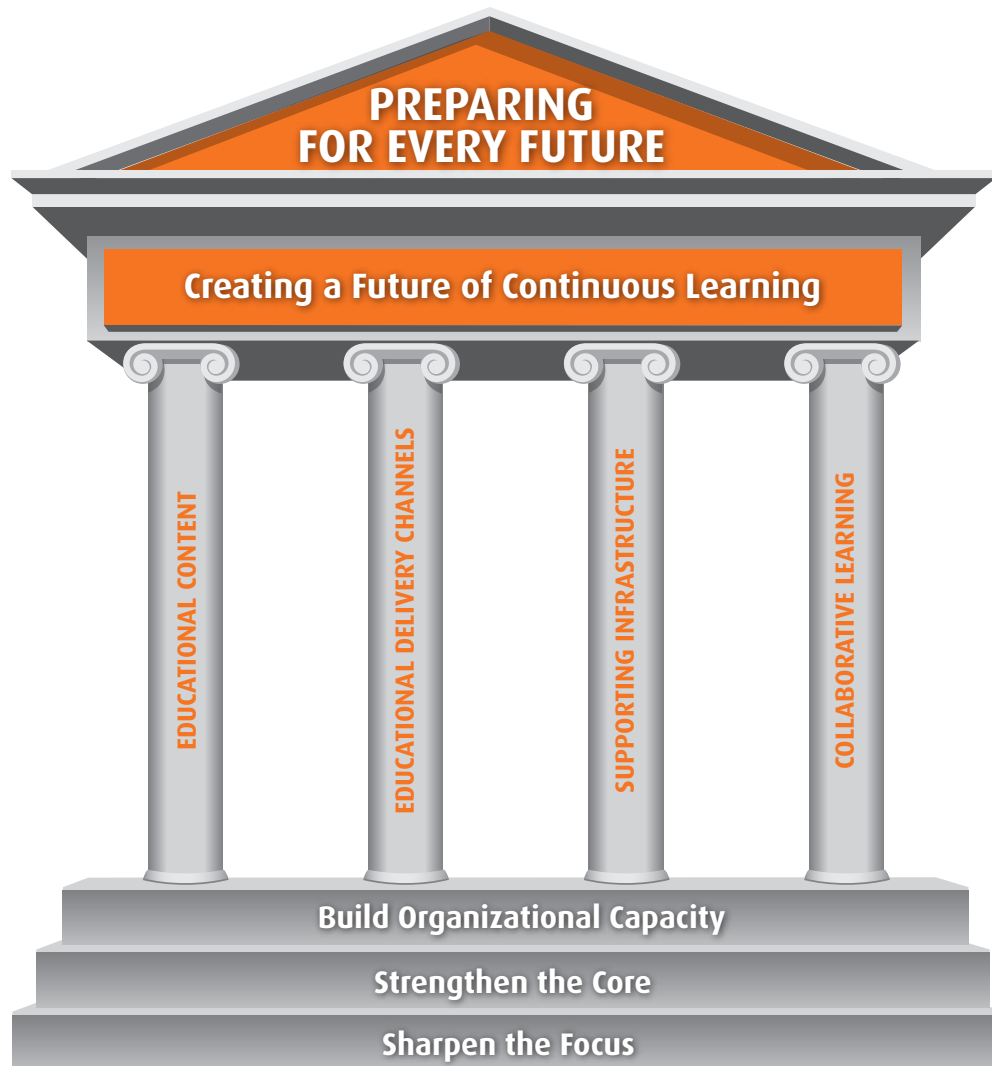 PREPARING
FOR EVERY FUTURE
Creating a Future of Continuous Learning
EDUCATIONAL CONTENT
EDUCATIONAL DELIVERY CHANNELS
SUPPORTING INFRASTRUCTURE
COLLABORATIVE LEARNING
Build Organizational Capacity
Strengthen the Core
Sharpen the Focus